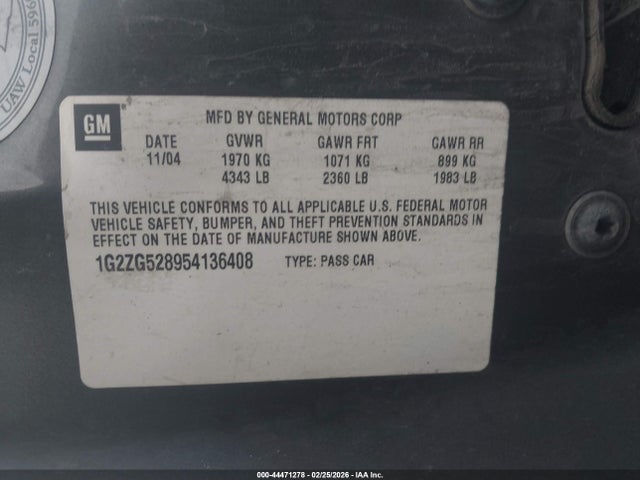 UAW Local 5960
GM
MFD BY GENERAL MOTORS CORP
DATE GVWR GAWR FRT GAWR RR
11/04 1970 KG 1071 KG 899 KG
4343 LB 2360 LB 1983 LB
THIS VEHICLE CONFORMS TO ALL APPLICABLE U.S. FEDERAL MOTOR
VEHICLE SAFETY, BUMPER, AND THEFT PREVENTION STANDARDS IN
EFFECT ON THE DATE OF MANUFACTURE SHOWN ABOVE.
1G2ZG528954136408 TYPE: PASS CAR
000-44471278 - 02/25/2026 - IAA Inc.